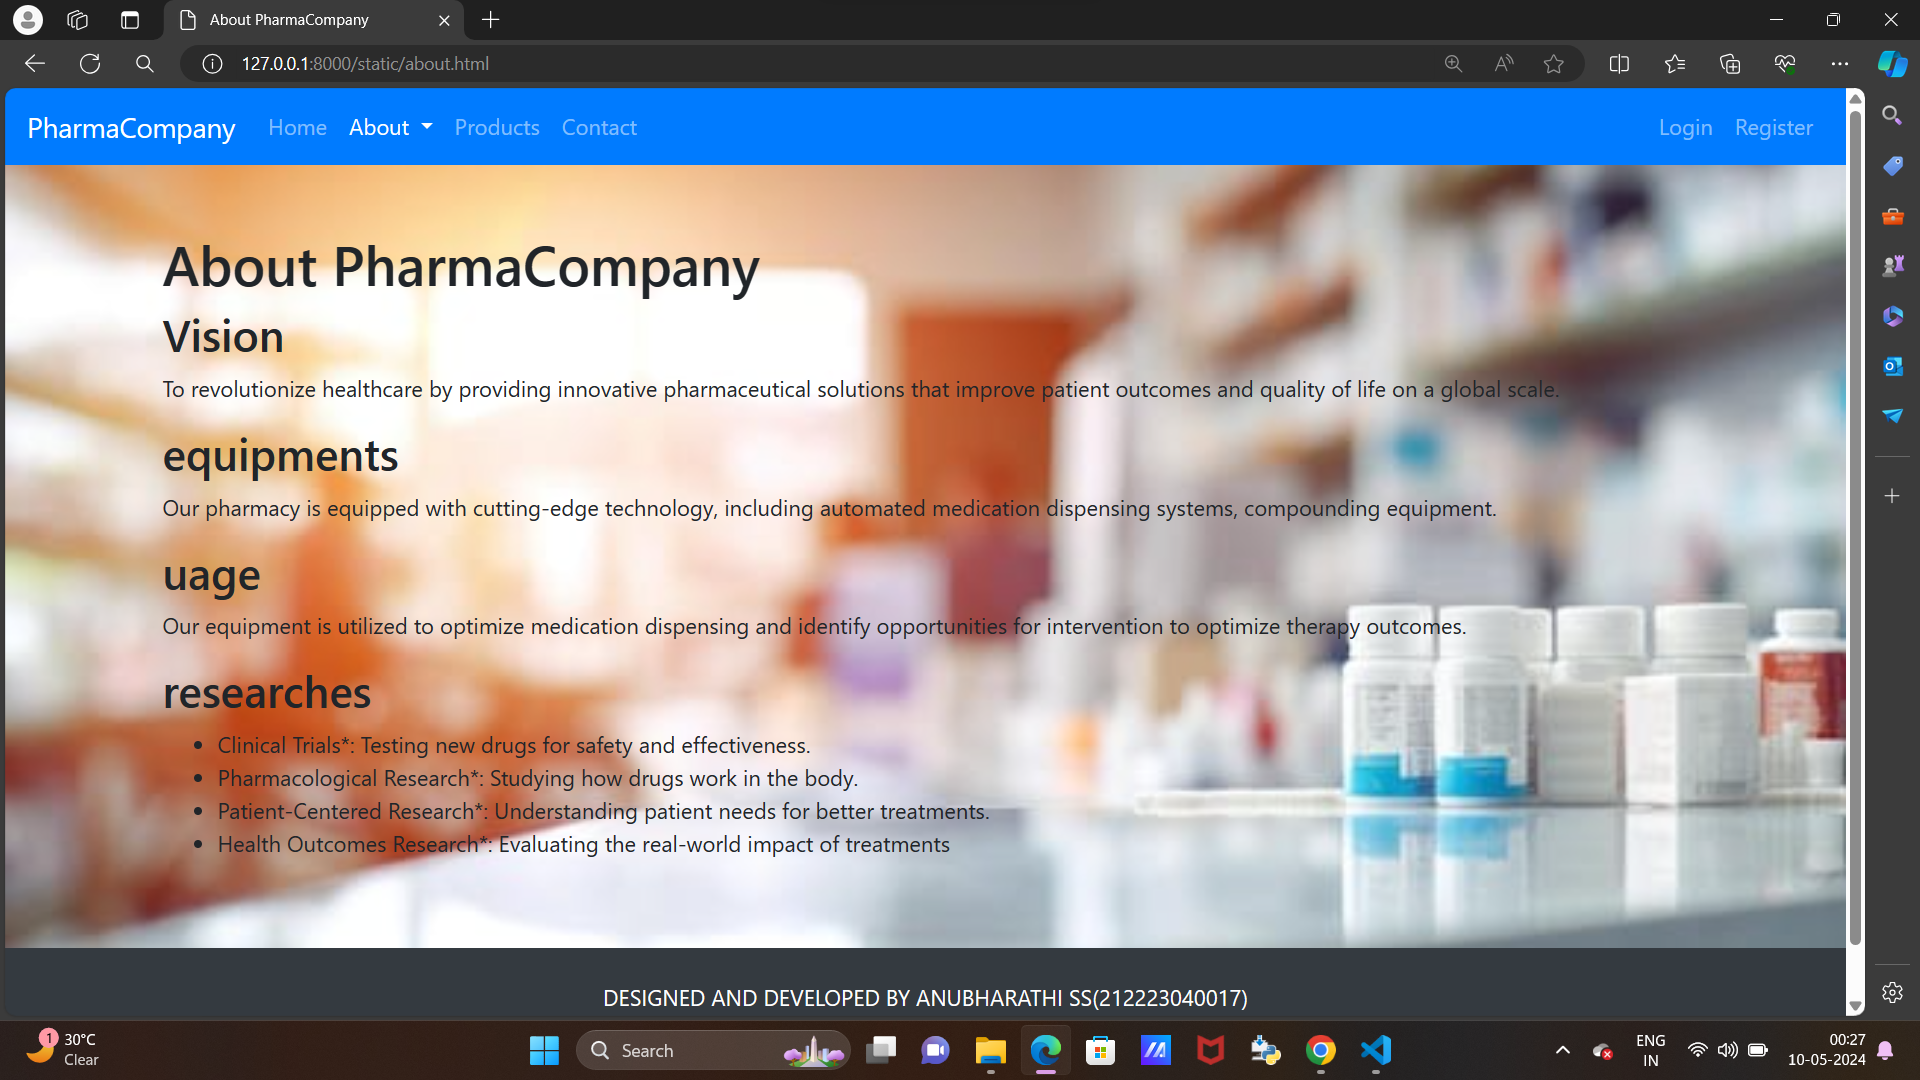 About PharmaCompany
127.0.0.1:8000/static/about.html
PharmaCompany Home About Products Contact Login Register
About PharmaCompany
Vision
To revolutionize healthcare by providing innovative pharmaceutical solutions that improve patient outcomes and quality of life on a global scale.
equipments
Our pharmacy is equipped with cutting-edge technology, including automated medication dispensing systems, compounding equipment.
uage
Our equipment is utilized to optimize medication dispensing and identify opportunities for intervention to optimize therapy outcomes.
researches
Clinical Trials*: Testing new drugs for safety and effectiveness.
Pharmacological Research*: Studying how drugs work in the body.
Patient-Centered Research*: Understanding patient needs for better treatments.
Health Outcomes Research*: Evaluating the real-world impact of treatments
DESIGNED AND DEVELOPED BY ANUBHARATHI SS(212223040017)
1
30°C
Clear
Search
ENG
IN
00:27
10-05-2024